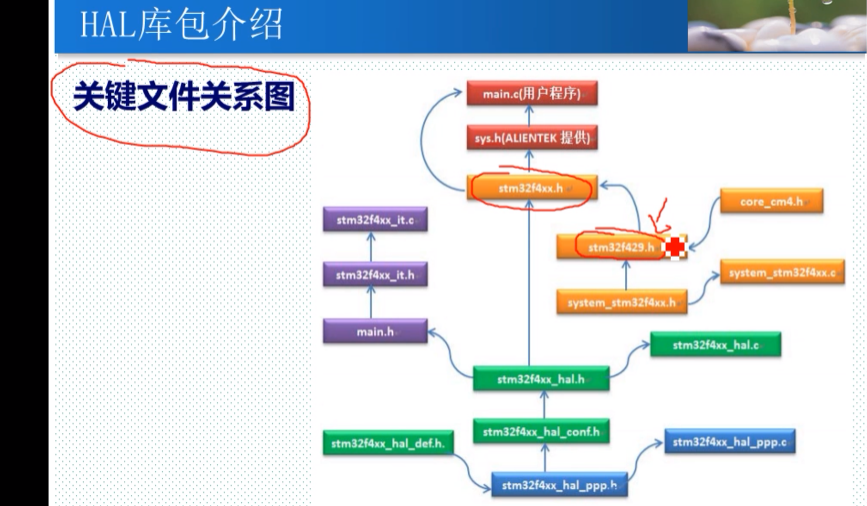 HAL库包介绍
关键文件关系图
main.c(用户程序)
sys.h(ALIENTEK 提供)
stm32f4xx.h
core_cm4.h
stm32f4xx_it.c
stm32f429.h
stm32f4xx_it.h
system_stm32f4xx.c
system_stm32f4xx.h
main.h
stm32f4xx_hal.c
stm32f4xx_hal.h
stm32f4xx_hal_conf.h
stm32f4xx_hal_def.h.
stm32f4xx_hal_ppp.c
stm32f4xx_hal_ppp.h